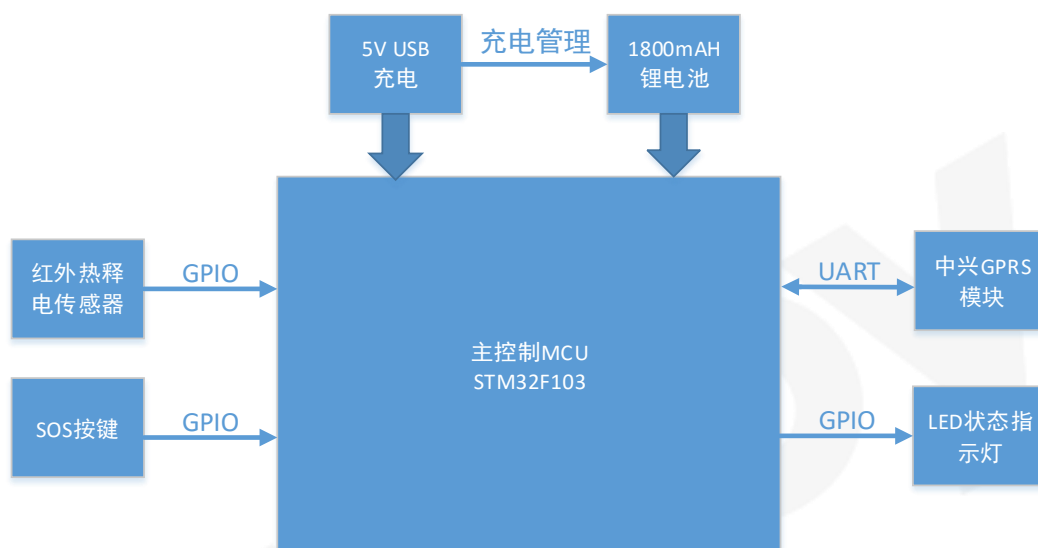 5V USB
充电
充电管理
1800mAH
锂电池
红外热释
电传感器
GPIO
UART
中兴GPRS
模块
主控制MCU
STM32F103
SOS按键
GPIO
GPIO
LED状态指
示灯